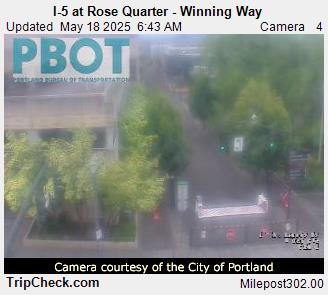 I-5 at Rose Quarter - Winning Way
Updated May 18 2025 6:43 AM Camera 4
PBOT
PORTLAND BUREAU OF TRANSPORTATION
Camera courtesy of the City of Portland
TripCheck.com Milepost302.00